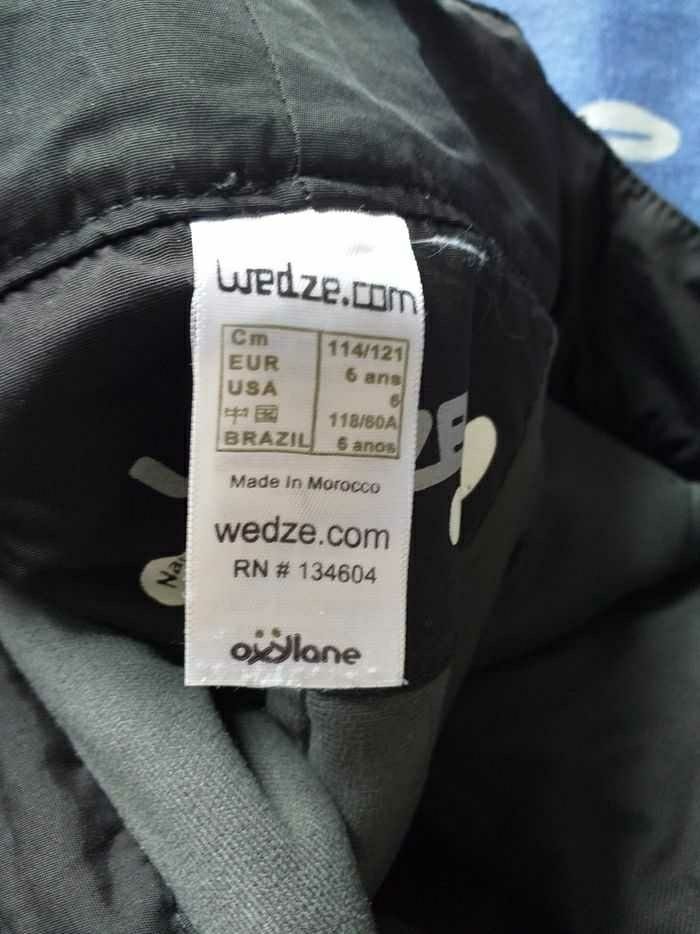 wedze.com
Cm 114/121
EUR 6 ans
USA 6
中国 118/60A
BRAZIL 6 anos
Made In Morocco
wedze.com
RN # 134604
oxylane
Na